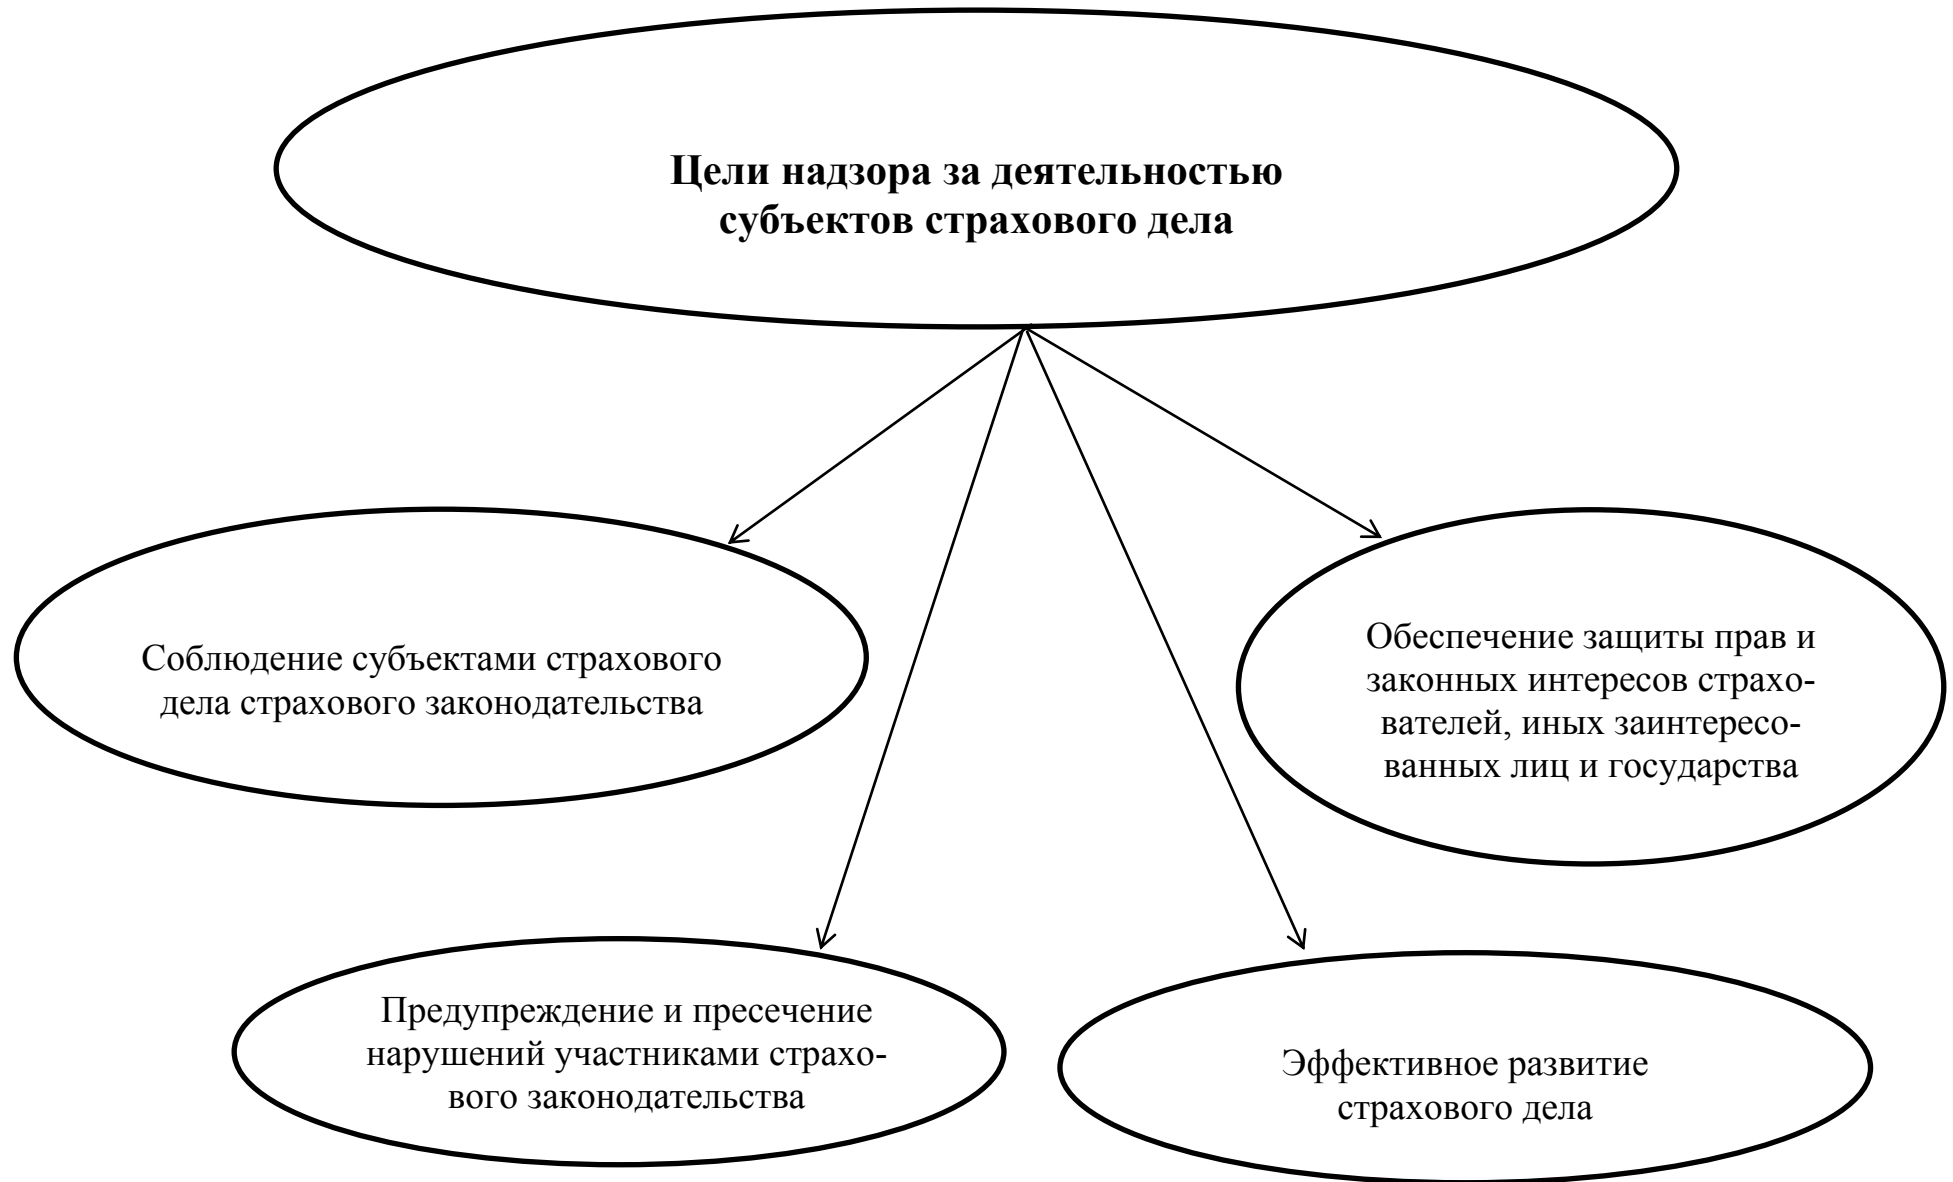 Цели надзора за деятельностью
субъектов страхового дела
Соблюдение субъектами страхового
дела страхового законодательства
Обеспечение защиты прав и
законных интересов страхо-
вателей, иных заинтересо-
ванных лиц и государства
Предупреждение и пресечение
нарушений участниками страхо-
вого законодательства
Эффективное развитие
страхового дела